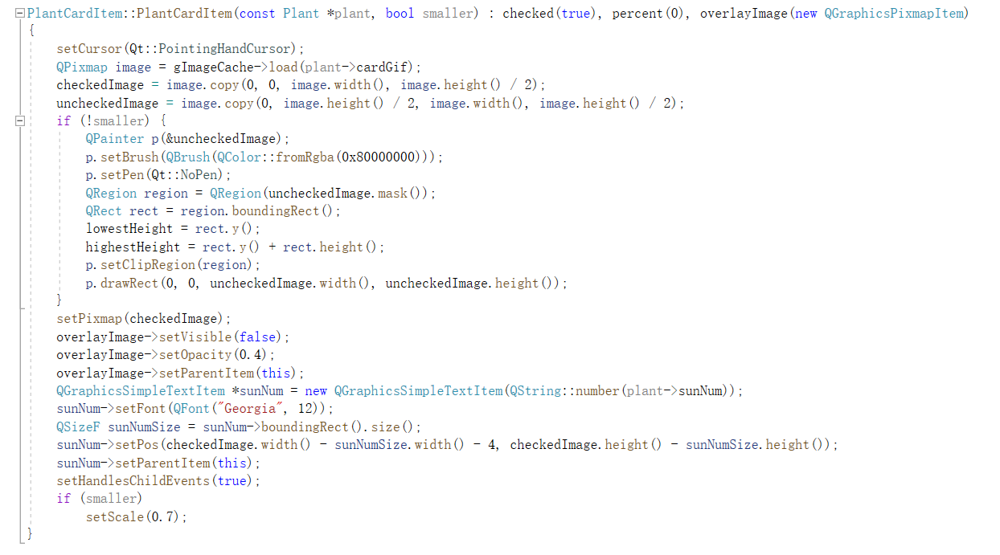 PlantCardItem::PlantCardItem(const Plant *plant, bool smaller) : checked(true), percent(0), overlayImage(new QGraphicsPixmapItem)
{
    setCursor(Qt::PointingHandCursor);
    QPixmap image = gImageCache->load(plant->cardGif);
    checkedImage = image.copy(0, 0, image.width(), image.height() / 2);
    uncheckedImage = image.copy(0, image.height() / 2, image.width(), image.height() / 2);
    if (!smaller) {
        QPainter p(&uncheckedImage);
        p.setBrush(QBrush(QColor::fromRgba(0x80000000)));
        p.setPen(Qt::NoPen);
        QRegion region = QRegion(uncheckedImage.mask());
        QRect rect = region.boundingRect();
        lowestHeight = rect.y();
        highestHeight = rect.y() + rect.height();
        p.setClipRegion(region);
        p.drawRect(0, 0, uncheckedImage.width(), uncheckedImage.height());
    }
    setPixmap(checkedImage);
    overlayImage->setVisible(false);
    overlayImage->setOpacity(0.4);
    overlayImage->setParentItem(this);
    QGraphicsSimpleTextItem *sunNum = new QGraphicsSimpleTextItem(QString::number(plant->sunNum));
    sunNum->setFont(QFont("Georgia", 12));
    QSizeF sunNumSize = sunNum->boundingRect().size();
    sunNum->setPos(checkedImage.width() - sunNumSize.width() - 4, checkedImage.height() - sunNumSize.height());
    sunNum->setParentItem(this);
    setHandlesChildEvents(true);
    if (smaller)
        setScale(0.7);
}